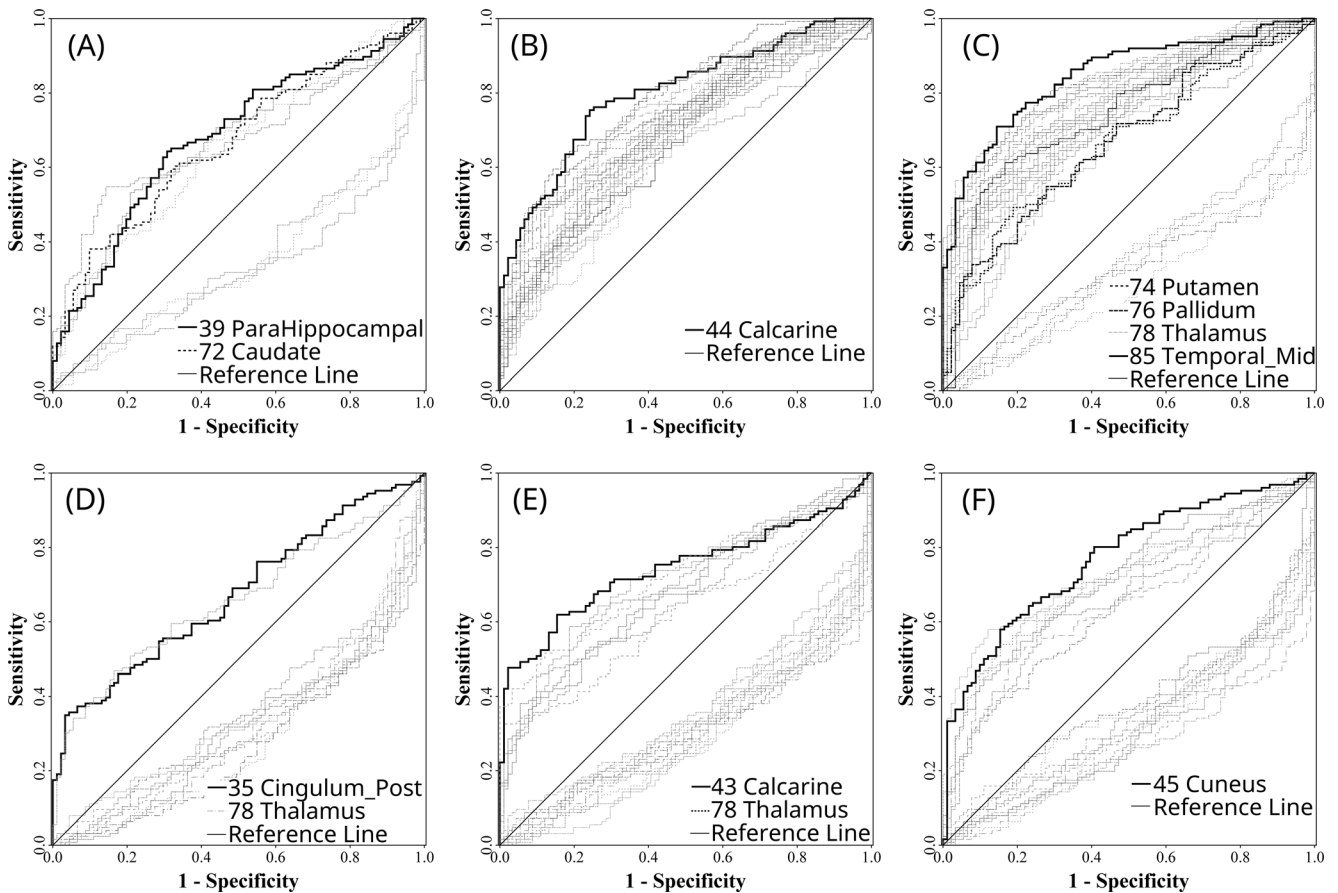 (A)
1.0
0.8
0.6
0.4
0.2
0.0
Sensitivity
39 ParaHippocampal
72 Caudate
Reference Line
0.0 0.2 0.4 0.6 0.8 1.0
1 - Specificity
(B)
1.0
0.8
0.6
0.4
0.2
0.0
Sensitivity
44 Calcarine
Reference Line
0.0 0.2 0.4 0.6 0.8 1.0
1 - Specificity
(C)
1.0
0.8
0.6
0.4
0.2
0.0
Sensitivity
74 Putamen
76 Pallidum
78 Thalamus
85 Temporal_Mid
Reference Line
0.0 0.2 0.4 0.6 0.8 1.0
1 - Specificity
(D)
1.0
0.8
0.6
0.4
0.2
0.0
Sensitivity
35 Cingulum_Post
78 Thalamus
Reference Line
0.0 0.2 0.4 0.6 0.8 1.0
1 - Specificity
(E)
1.0
0.8
0.6
0.4
0.2
0.0
Sensitivity
43 Calcarine
78 Thalamus
Reference Line
0.0 0.2 0.4 0.6 0.8 1.0
1 - Specificity
(F)
1.0
0.8
0.6
0.4
0.2
0.0
Sensitivity
45 Cuneus
Reference Line
0.0 0.2 0.4 0.6 0.8 1.0
1 - Specificity